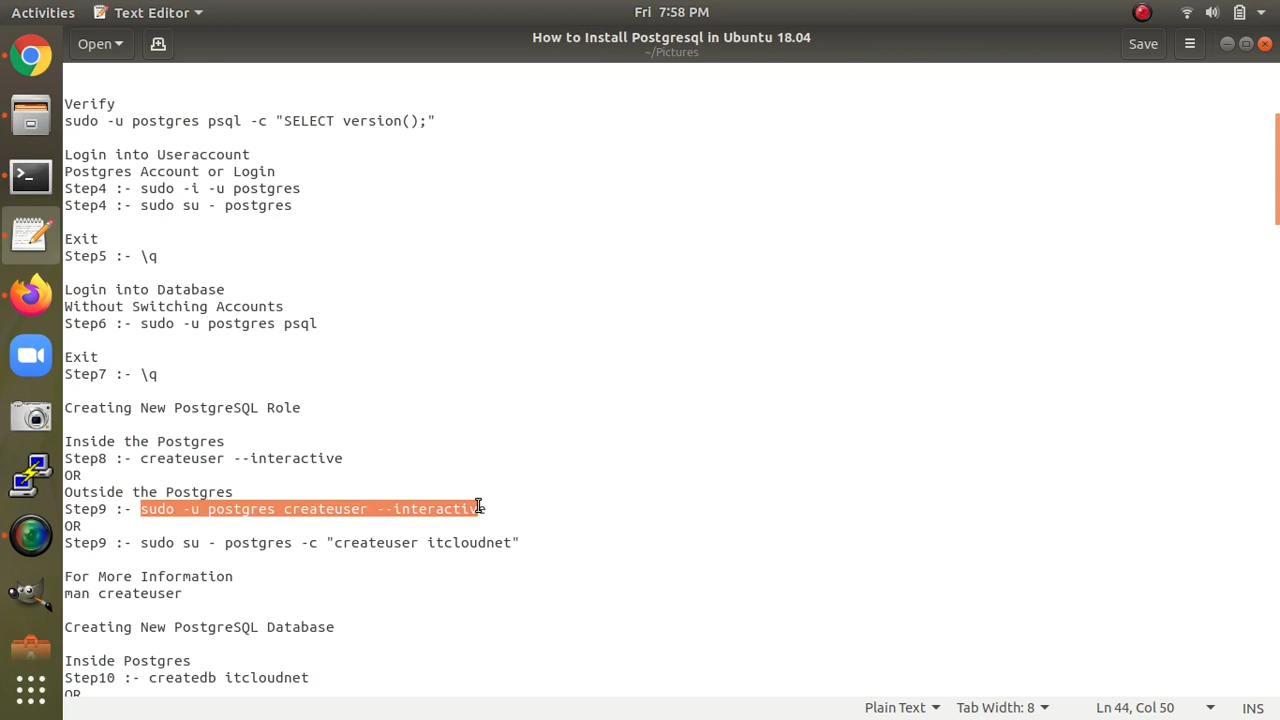 Activities Text Editor Fri 7:58 PM
Open How to Install Postgresql in Ubuntu 18.04 Save
~/Pictures
Verify
sudo -u postgres psql -c "SELECT version();"
Login into Useraccount
Postgres Account or Login
Step4 :- sudo -i -u postgres
Step4 :- sudo su - postgres
Exit
Step5 :- \q
Login into Database
Without Switching Accounts
Step6 :- sudo -u postgres psql
Exit
Step7 :- \q
Creating New PostgreSQL Role
Inside the Postgres
Step8 :- createuser --interactive
OR
Outside the Postgres
Step9 :- sudo -u postgres createuser --interactive
OR
Step9 :- sudo su - postgres -c "createuser itcloudnet"
For More Information
man createuser
Creating New PostgreSQL Database
Inside Postgres
Step10 :- createdb itcloudnet
OR
Plain Text Tab Width: 8 Ln 44, Col 50 INS